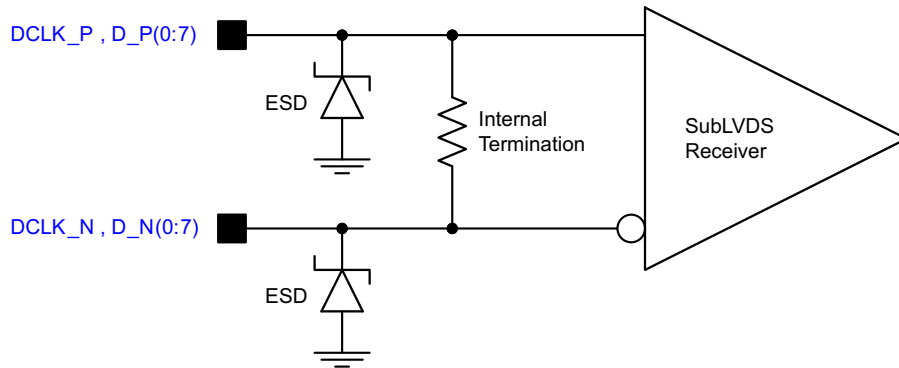 DCLK_P , D_P(0:7)
ESD
Internal
Termination
SubLVDS
Receiver
DCLK_N , D_N(0:7)
ESD